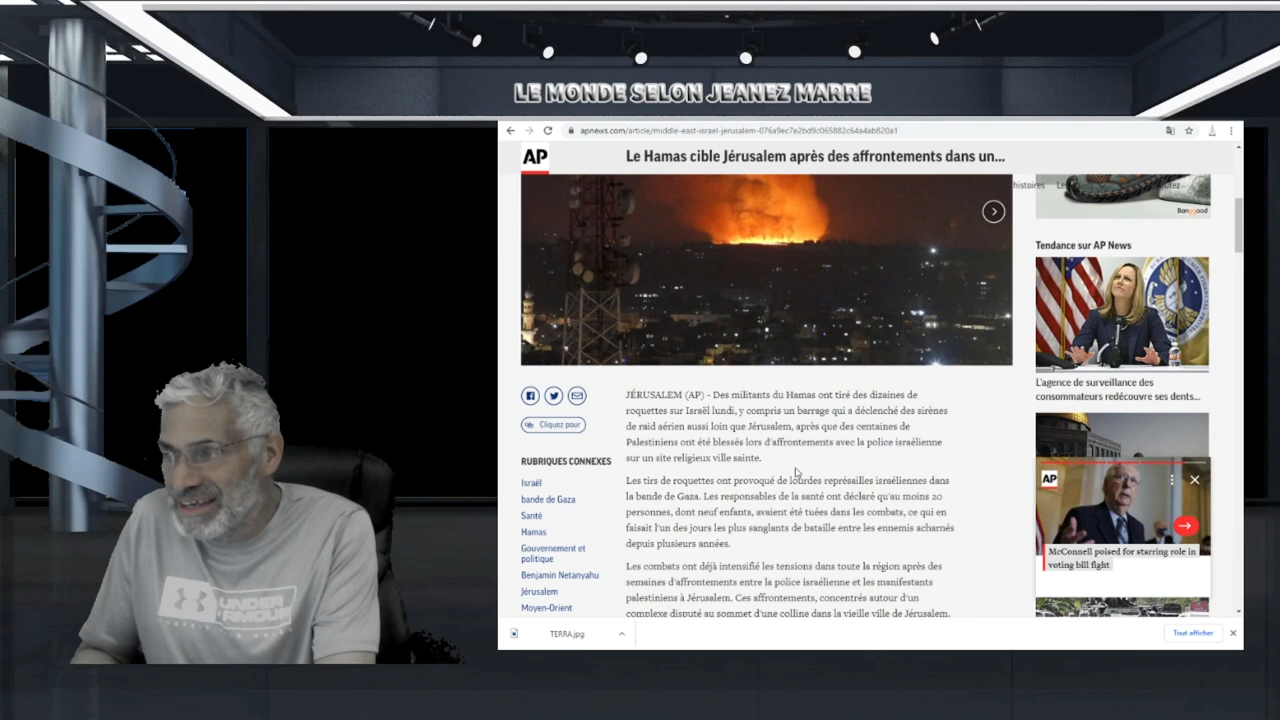 LE MONDE SELON JEANEZ MARRE
apnews.com/article/middle-east-israel-jerusalem-076a9ec7e2bd9c065882c64a4ab820a1
AP
Le Hamas cible Jérusalem après des affrontements dans un...
histoires
Banggood
Cliquez pour
RUBRIQUES CONNEXES
Israël
bande de Gaza
Santé
Hamas
Gouvernement et
politique
Benjamin Netanyahu
Jérusalem
Moyen-Orient
JÉRUSALEM (AP) - Des militants du Hamas ont tiré des dizaines de
roquettes sur Israël lundi, y compris un barrage qui a déclenché des sirènes
de raid aérien aussi loin que Jérusalem, après que des centaines de
Palestiniens ont été blessés lors d'affrontements avec la police israélienne
sur un site religieux ville sainte.
Les tirs de roquettes ont provoqué de lourdes représailles israéliennes dans
la bande de Gaza. Les responsables de la santé ont déclaré qu'au moins 20
personnes, dont neuf enfants, avaient été tuées dans les combats, ce qui en
faisait l'un des jours les plus sanglants de bataille entre les ennemis acharnés
depuis plusieurs années.
Les combats ont déjà intensifié les tensions dans toute la région après des
semaines d'affrontements entre la police israélienne et les manifestants
palestiniens à Jérusalem. Ces affrontements, concentrés autour d'un
complexe disputé au sommet d'une colline dans la vieille ville de Jérusalem,
Tendance sur AP News
L'agence de surveillance des
consommateurs redécouvre ses dents...
AP
McConnell poised for starring role in
voting bill fight
UNDER
ARMOUR
TERRA.jpg
Tout afficher